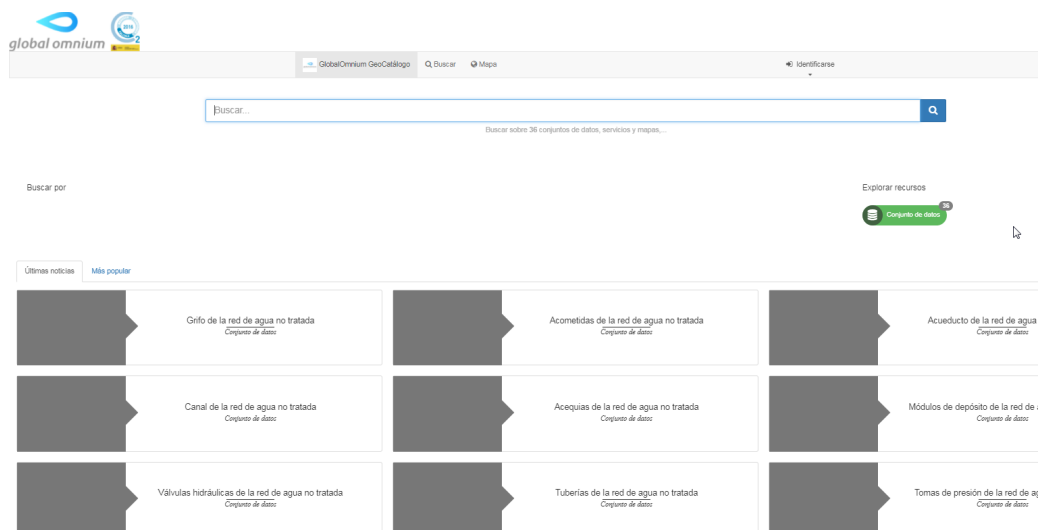 global omnium
2016
2
GlobalOmnium GeoCatálogo
Buscar
Mapa
Identificarse
Buscar...
Buscar sobre 36 conjuntos de datos, servicios y mapas,...
Buscar por
Explorar recursos
36
Conjunto de datos
Últimas noticias
Más popular
Grifo de la red de agua no tratada
Conjunto de datos
Acometidas de la red de agua no tratada
Conjunto de datos
Acueducto de la red de agua
Conjunto de datos
Canal de la red de agua no tratada
Conjunto de datos
Acequias de la red de agua no tratada
Conjunto de datos
Módulos de depósito de la red de
Conjunto de datos
Válvulas hidráulicas de la red de agua no tratada
Conjunto de datos
Tuberías de la red de agua no tratada
Conjunto de datos
Tomas de presión de la red de
Conjunto de datos